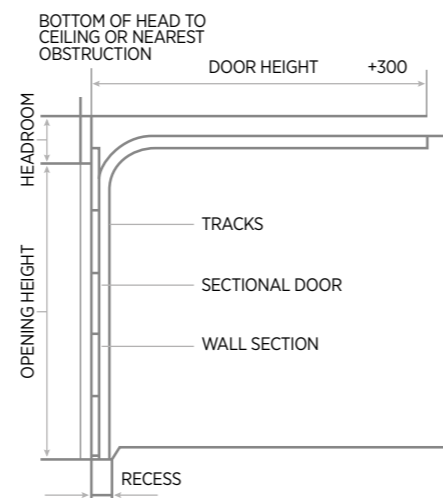 BOTTOM OF HEAD TO
CEILING OR NEAREST
OBSTRUCTION
DOOR HEIGHT +300
HEADROOM
OPENING HEIGHT
TRACKS
SECTIONAL DOOR
WALL SECTION
RECESS